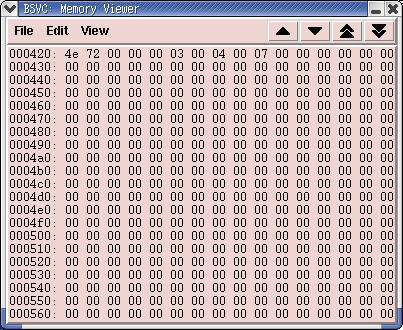 BSVC: Memory Viewer
File Edit View
000420: 4e 72 00 00 00 03 00 04 00 07 00 00 00 00 00 00
000430: 00 00 00 00 00 00 00 00 00 00 00 00 00 00 00 00
000440: 00 00 00 00 00 00 00 00 00 00 00 00 00 00 00 00
000450: 00 00 00 00 00 00 00 00 00 00 00 00 00 00 00 00
000460: 00 00 00 00 00 00 00 00 00 00 00 00 00 00 00 00
000470: 00 00 00 00 00 00 00 00 00 00 00 00 00 00 00 00
000480: 00 00 00 00 00 00 00 00 00 00 00 00 00 00 00 00
000490: 00 00 00 00 00 00 00 00 00 00 00 00 00 00 00 00
0004a0: 00 00 00 00 00 00 00 00 00 00 00 00 00 00 00 00
0004b0: 00 00 00 00 00 00 00 00 00 00 00 00 00 00 00 00
0004c0: 00 00 00 00 00 00 00 00 00 00 00 00 00 00 00 00
0004d0: 00 00 00 00 00 00 00 00 00 00 00 00 00 00 00 00
0004e0: 00 00 00 00 00 00 00 00 00 00 00 00 00 00 00 00
0004f0: 00 00 00 00 00 00 00 00 00 00 00 00 00 00 00 00
000500: 00 00 00 00 00 00 00 00 00 00 00 00 00 00 00 00
000510: 00 00 00 00 00 00 00 00 00 00 00 00 00 00 00 00
000520: 00 00 00 00 00 00 00 00 00 00 00 00 00 00 00 00
000530: 00 00 00 00 00 00 00 00 00 00 00 00 00 00 00 00
000540: 00 00 00 00 00 00 00 00 00 00 00 00 00 00 00 00
000550: 00 00 00 00 00 00 00 00 00 00 00 00 00 00 00 00
000560: 00 00 00 00 00 00 00 00 00 00 00 00 00 00 00 00